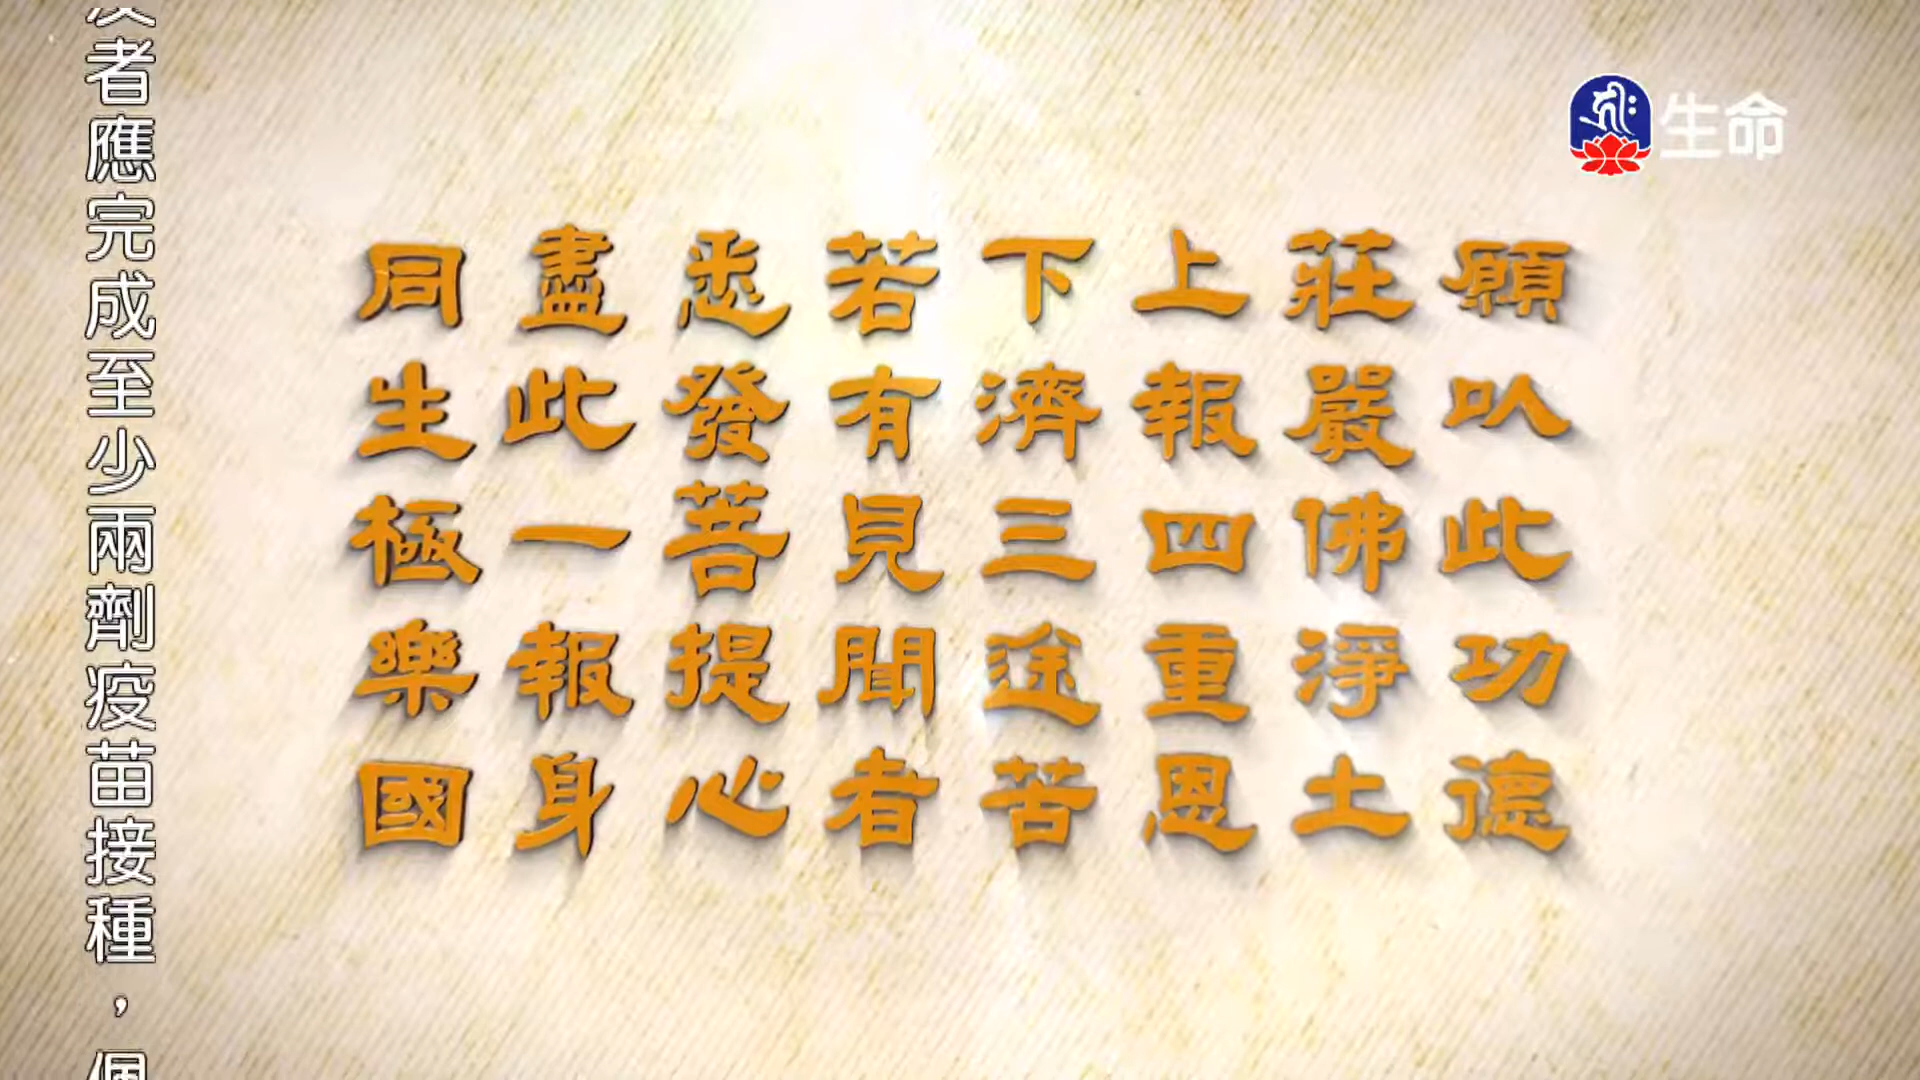 願以此功德
莊嚴佛淨土
上報四重恩
下濟三途苦
若有見聞者
悉發菩提心
盡此一報身
同生極樂國
者應完成至少兩劑疫苗接種，
生命